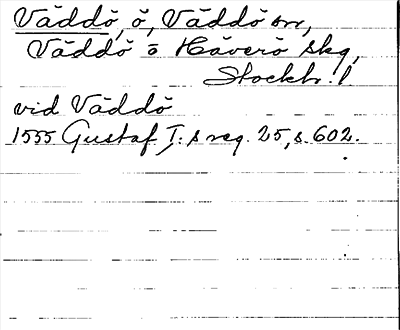 Väddö, ö, Väddö sn,
Väddö o Häverö skg,
Stockh. l.
vid Väddö
1555 Gustaf I:s reg. 25, s. 602.